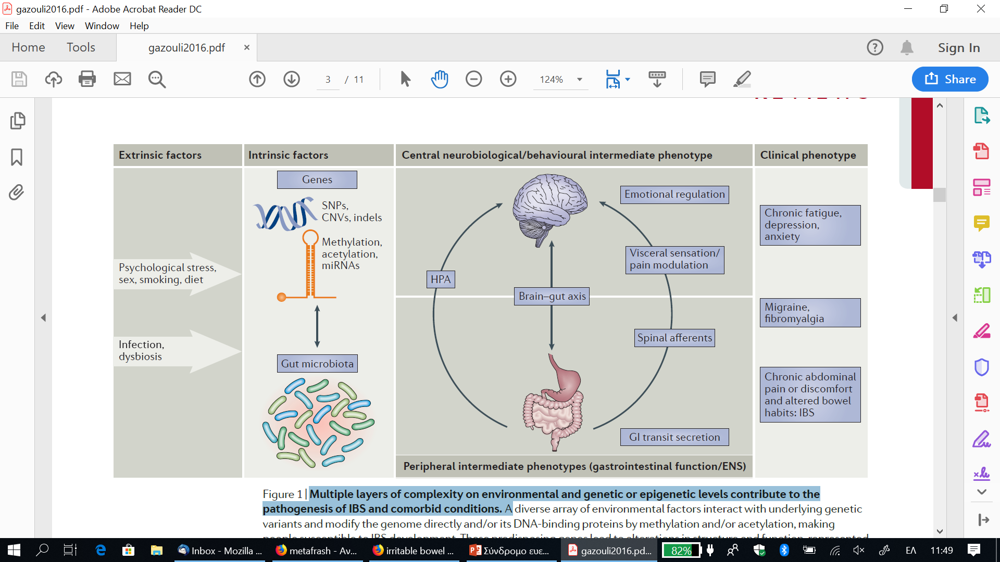 gazouli2016.pdf - Adobe Acrobat Reader DC
File Edit View Window Help
Home Tools gazouli2016.pdf × Sign In
3 / 11 124% Share
Extrinsic factors
Psychological stress,
sex, smoking, diet
Infection,
dysbiosis
Intrinsic factors
Genes
SNPs,
CNVs, indels
Methylation,
acetylation,
miRNAs
Gut microbiota
Central neurobiological/behavioural intermediate phenotype
Emotional regulation
Visceral sensation/
pain modulation
HPA
Brain–gut axis
Spinal afferents
GI transit secretion
Peripheral intermediate phenotypes (gastrointestinal function/ENS)
Clinical phenotype
Chronic fatigue,
depression,
anxiety
Migraine,
fibromyalgia
Chronic abdominal
pain or discomfort
and altered bowel
habits: IBS
Figure 1 | Multiple layers of complexity on environmental and genetic or epigenetic levels contribute to the
pathogenesis of IBS and comorbid conditions. A diverse array of environmental factors interact with underlying genetic
variants and modify the genome directly and/or its DNA-binding proteins by methylation and/or acetylation, making
Inbox - Mozilla ... metafrash - Αν... irritable bowel ... Σύνδρομο ευε... gazouli2016.pd... 82% ΕΛ 11:49